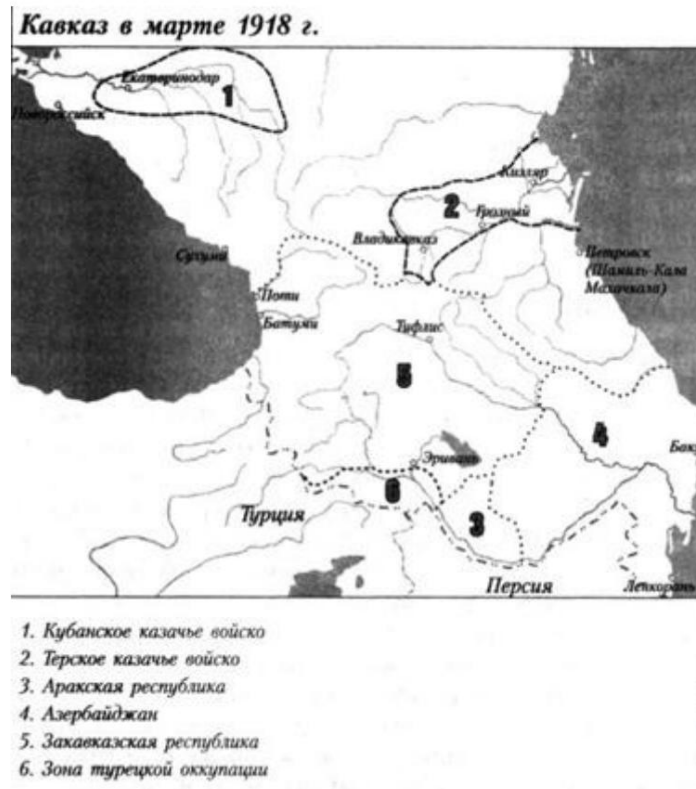 Кавказ в марте 1918 г.
Екатеринодар
1
Новороссийск
Кизляр
2
Грозный
Владикавказ
Сухуми
Петровск
(Шамиль-Кала
Махачкала)
Поти
Батуми
Тифлис
5
4
Баку
Эривань
6
Турция
3
Персия
Ленкорань
1. Кубанское казачье войско
2. Терское казачье войско
3. Аракская республика
4. Азербайджан
5. Закавказская республика
6. Зона турецкой оккупации